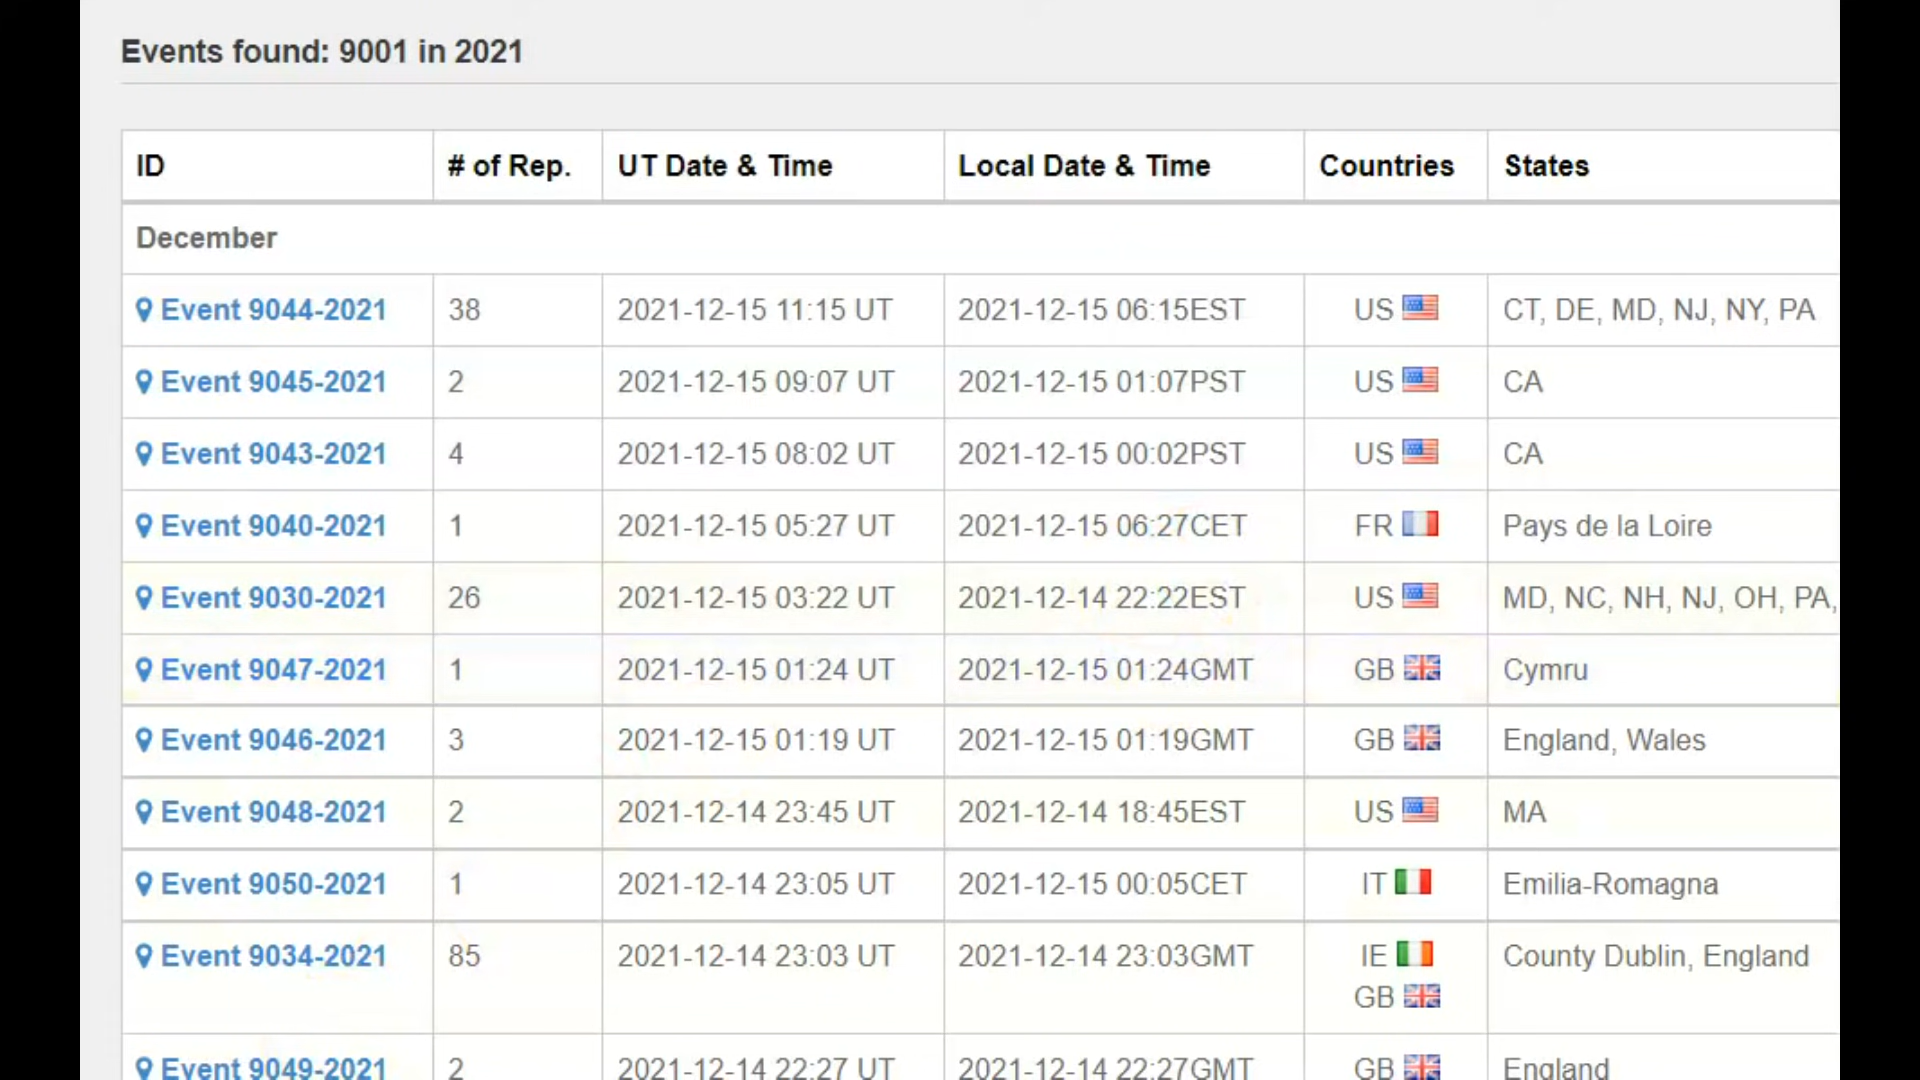 Events found: 9001 in 2021
ID # of Rep. UT Date & Time Local Date & Time Countries States
December
Event 9044-2021 38 2021-12-15 11:15 UT 2021-12-15 06:15EST US CT, DE, MD, NJ, NY, PA
Event 9045-2021 2 2021-12-15 09:07 UT 2021-12-15 01:07PST US CA
Event 9043-2021 4 2021-12-15 08:02 UT 2021-12-15 00:02PST US CA
Event 9040-2021 1 2021-12-15 05:27 UT 2021-12-15 06:27CET FR Pays de la Loire
Event 9030-2021 26 2021-12-15 03:22 UT 2021-12-14 22:22EST US MD, NC, NH, NJ, OH, PA,
Event 9047-2021 1 2021-12-15 01:24 UT 2021-12-15 01:24GMT GB Cymru
Event 9046-2021 3 2021-12-15 01:19 UT 2021-12-15 01:19GMT GB England, Wales
Event 9048-2021 2 2021-12-14 23:45 UT 2021-12-14 18:45EST US MA
Event 9050-2021 1 2021-12-14 23:05 UT 2021-12-15 00:05CET IT Emilia-Romagna
Event 9034-2021 85 2021-12-14 23:03 UT 2021-12-14 23:03GMT IE County Dublin, England
GB
Event 9049-2021 2 2021-12-14 22:27 UT 2021-12-14 22:27GMT GB England